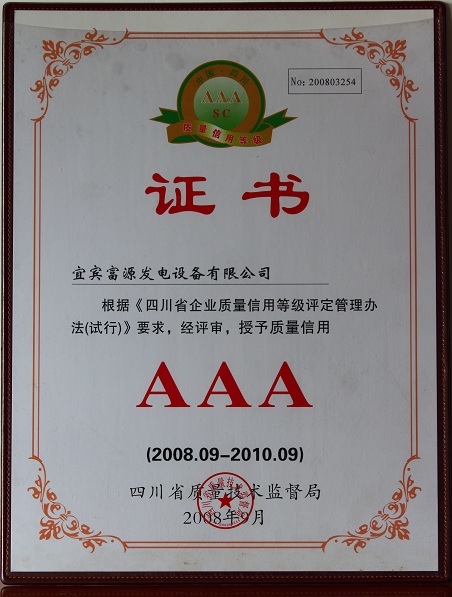 AAA
SC
质量信用等级
No: 200803254
证书
宜宾富源发电设备有限公司
根据《四川省企业质量信用等级评定管理办
法(试行)》要求，经评审，授予质量信用
AAA
(2008.09-2010.09)
四川省质量技术监督局
2008年9月